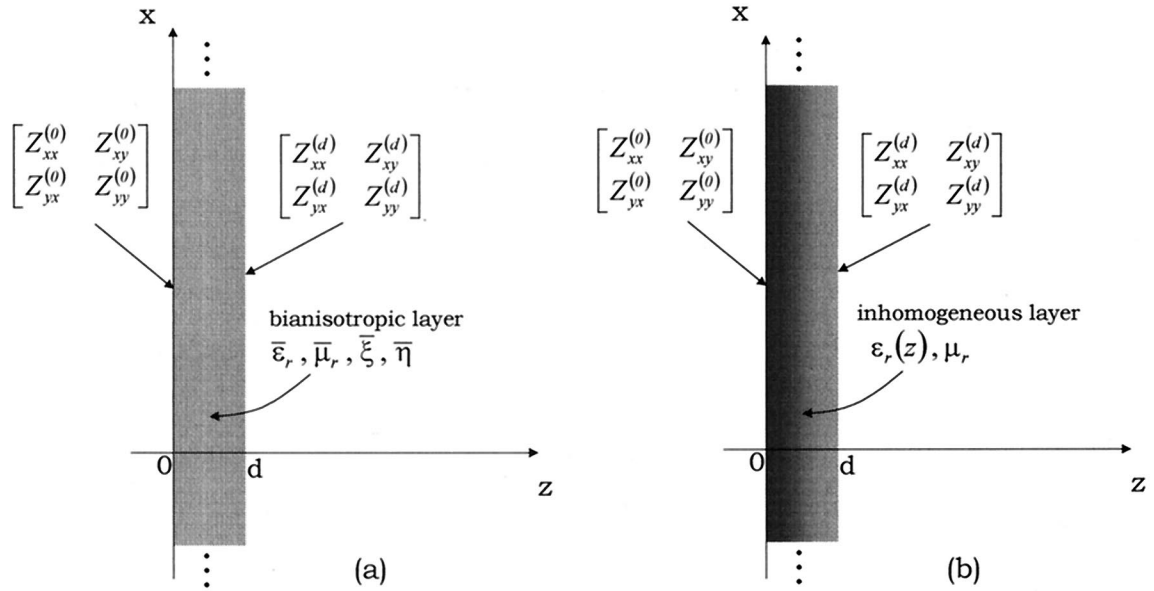 x
[Z_xx^(0) Z_xy^(0)]
[Z_yx^(0) Z_yy^(0)]
[Z_xx^(d) Z_xy^(d)]
[Z_yx^(d) Z_yy^(d)]
bianisotropic layer
ε̅_r , μ̅_r , ξ̅ , η̅
0
d
z
(a)
x
[Z_xx^(0) Z_xy^(0)]
[Z_yx^(0) Z_yy^(0)]
[Z_xx^(d) Z_xy^(d)]
[Z_yx^(d) Z_yy^(d)]
inhomogeneous layer
ε_r(z), μ_r
0
d
z
(b)